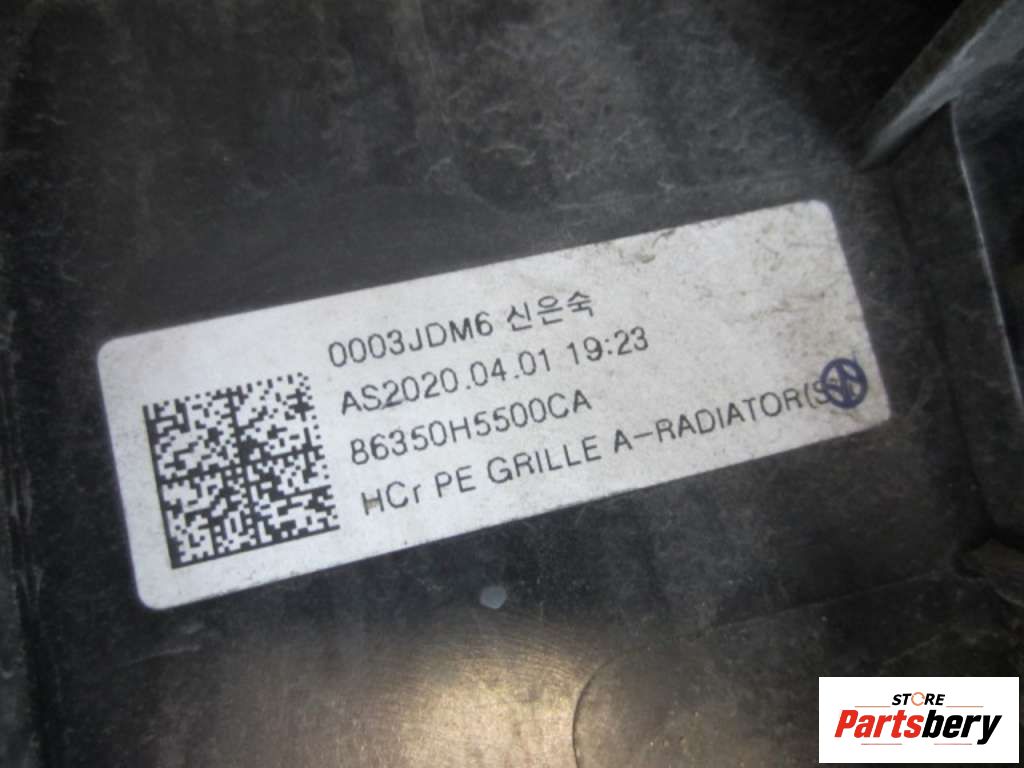 0003JDM6 신은숙
AS2020.04.01 19:23
86350H5500CA
HCr PE GRILLE A-RADIATOR(S
STORE
Partsbery